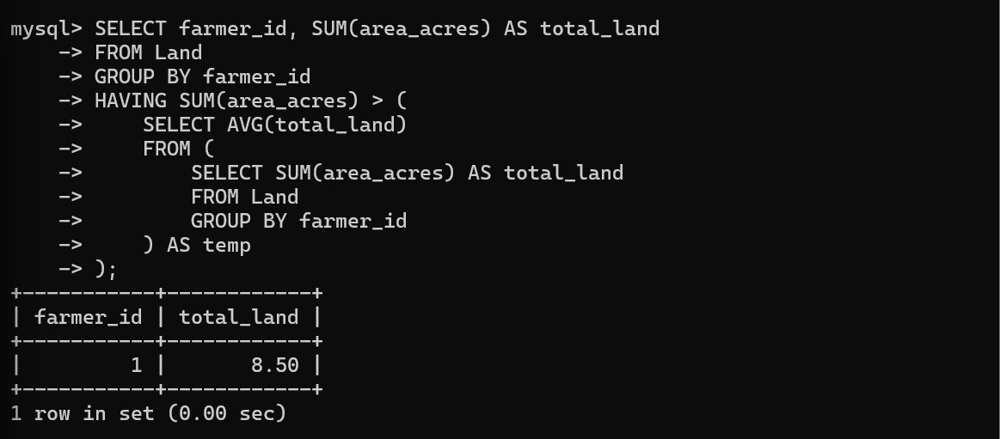 mysql> SELECT farmer_id, SUM(area_acres) AS total_land
    -> FROM Land
    -> GROUP BY farmer_id
    -> HAVING SUM(area_acres) > (
    ->     SELECT AVG(total_land)
    ->     FROM (
    ->         SELECT SUM(area_acres) AS total_land
    ->         FROM Land
    ->         GROUP BY farmer_id
    ->     ) AS temp
    -> );
+-----------+------------+
| farmer_id | total_land |
+-----------+------------+
|         1 |       8.50 |
+-----------+------------+
1 row in set (0.00 sec)